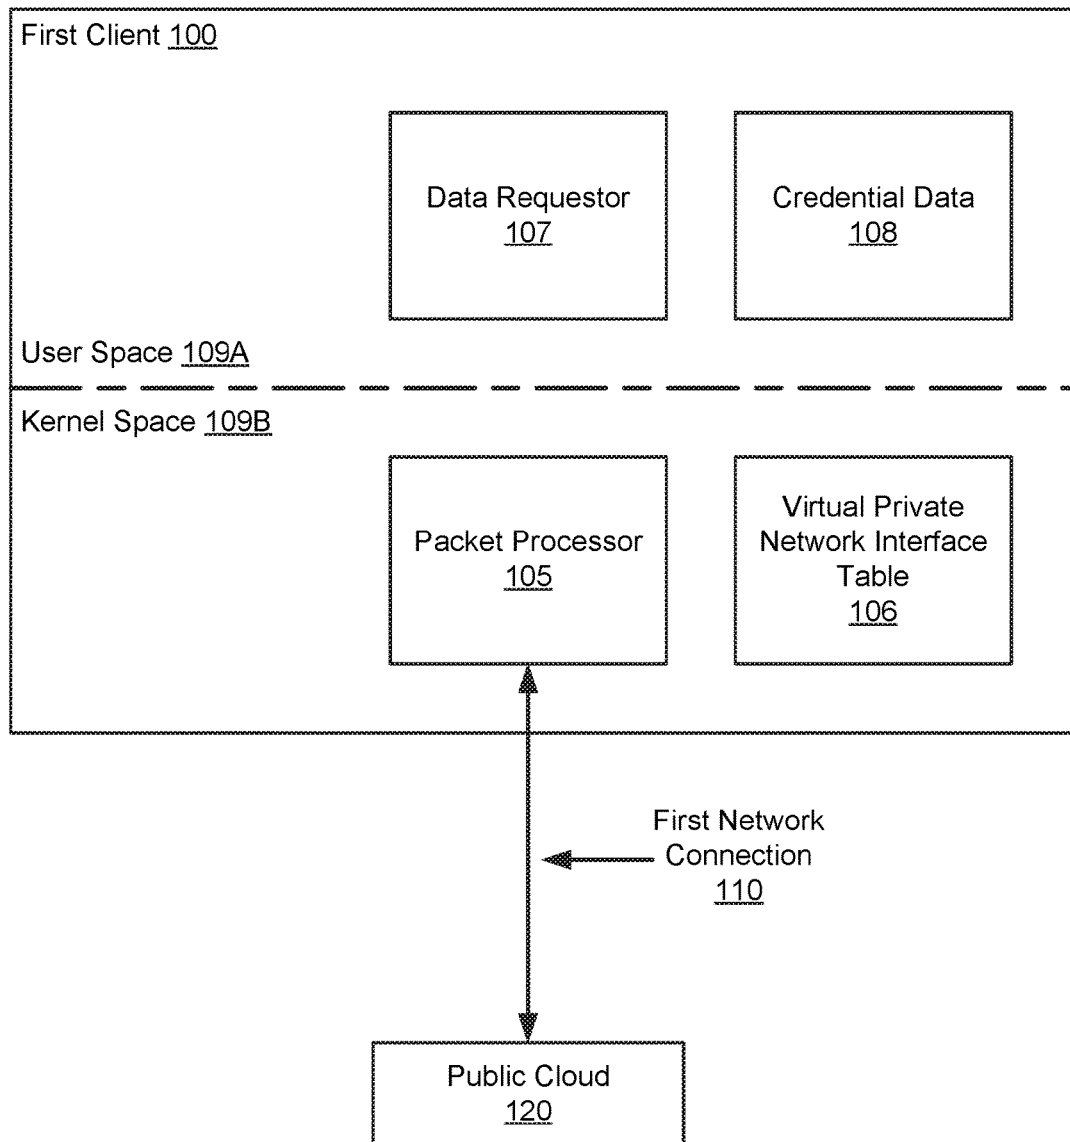 First Client 100
Data Requestor
107
Credential Data
108
User Space 109A
Kernel Space 109B
Packet Processor
105
Virtual Private
Network Interface
Table
106
First Network
Connection
110
Public Cloud
120